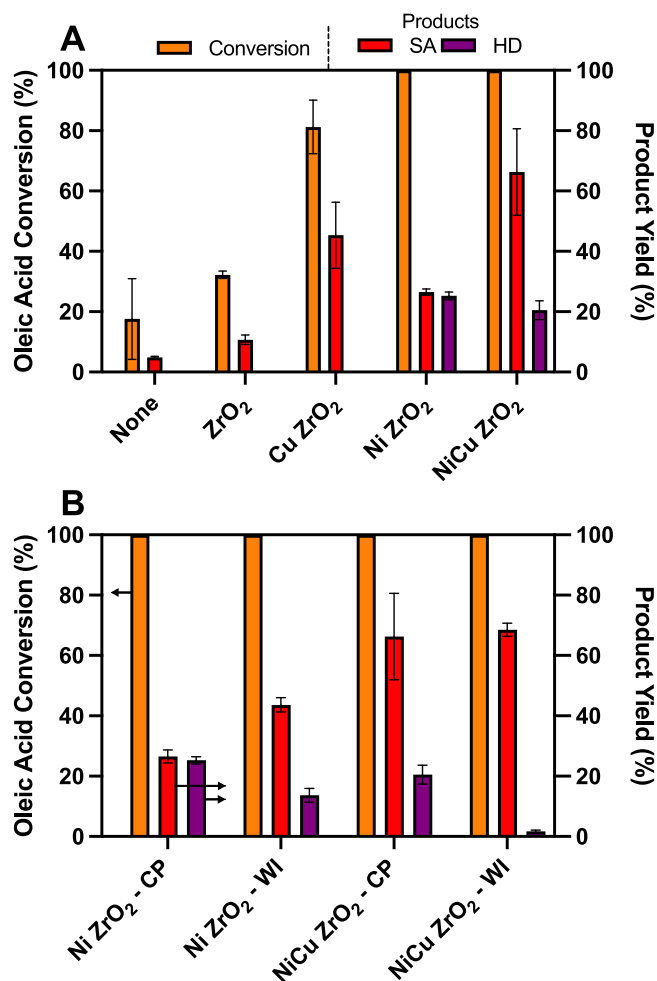 A
Products
Conversion SA HD
Oleic Acid Conversion (%)
100 100
80 80
60 60
40 40
20 20
0 0
Product Yield (%)
None ZrO₂ Cu ZrO₂ Ni ZrO₂ NiCu ZrO₂
B
Oleic Acid Conversion (%)
100 100
80 80
60 60
40 40
20 20
0 0
Product Yield (%)
Ni ZrO₂ - CP Ni ZrO₂ - WI NiCu ZrO₂ - CP NiCu ZrO₂ - WI